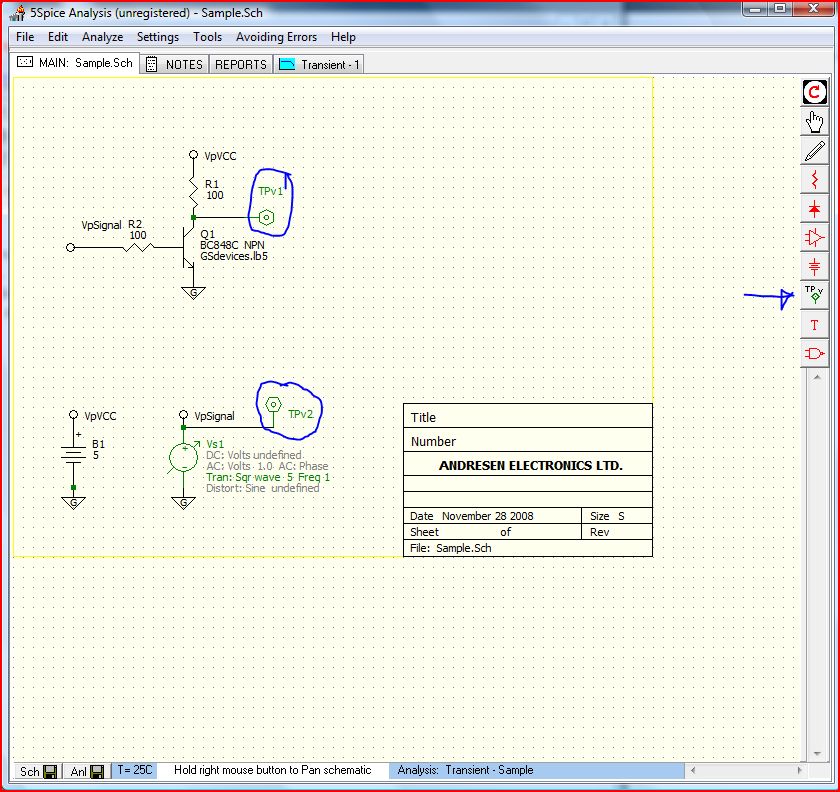 5Spice Analysis (unregistered) - Sample.Sch
File Edit Analyze Settings Tools Avoiding Errors Help
MAIN: Sample.Sch NOTES REPORTS Transient - 1
VpVCC
R1
100
TPv1
VpSignal R2
100
Q1
BC848C NPN
GSdevices.lb5
G
TP V
T
VpVCC
+
B1
5
G
VpSignal
TPv2
Vs1
DC: Volts undefined
AC: Volts 1.0 AC: Phase
Tran: Sqr wave 5 Freq 1
Distort: Sine undefined
G
Title
Number
ANDRESEN ELECTRONICS LTD.
Date November 28 2008 Size S
Sheet of Rev
File: Sample.Sch
Sch Anl T= 25C Hold right mouse button to Pan schematic Analysis: Transient - Sample